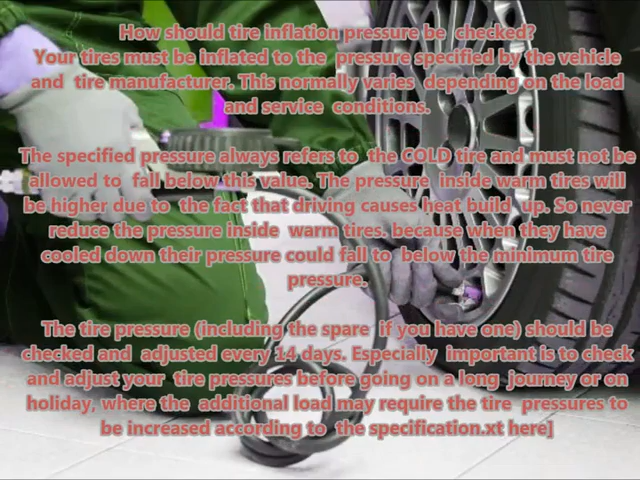 How should tire inflation pressure be checked?
Your tires must be inflated to the pressure specified by the vehicle
and tire manufacturer. This normally varies depending on the load
and service conditions.
The specified pressure always refers to the COLD tire and must not be
allowed to fall below this value. The pressure inside warm tires will
be higher due to the fact that driving causes heat build up. So never
reduce the pressure inside warm tires. because when they have
cooled down their pressure could fall to below the minimum tire
pressure.
The tire pressure (including the spare if you have one) should be
checked and adjusted every 14 days. Especially important is to check
and adjust your tire pressures before going on a long journey or on
holiday, where the additional load may require the tire pressures to
be increased according to the specification.xt here]